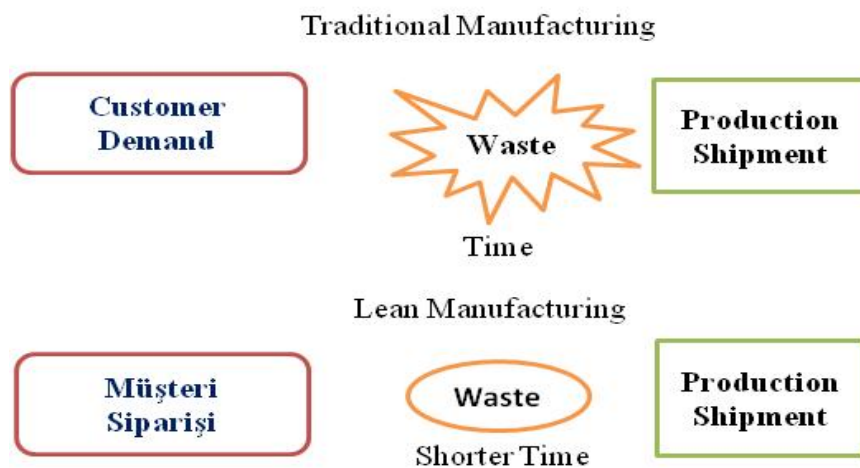 Traditional Manufacturing
Customer
Demand
Waste
Production
Shipment
Time
Lean Manufacturing
Müşteri
Siparişi
Waste
Production
Shipment
Shorter Time